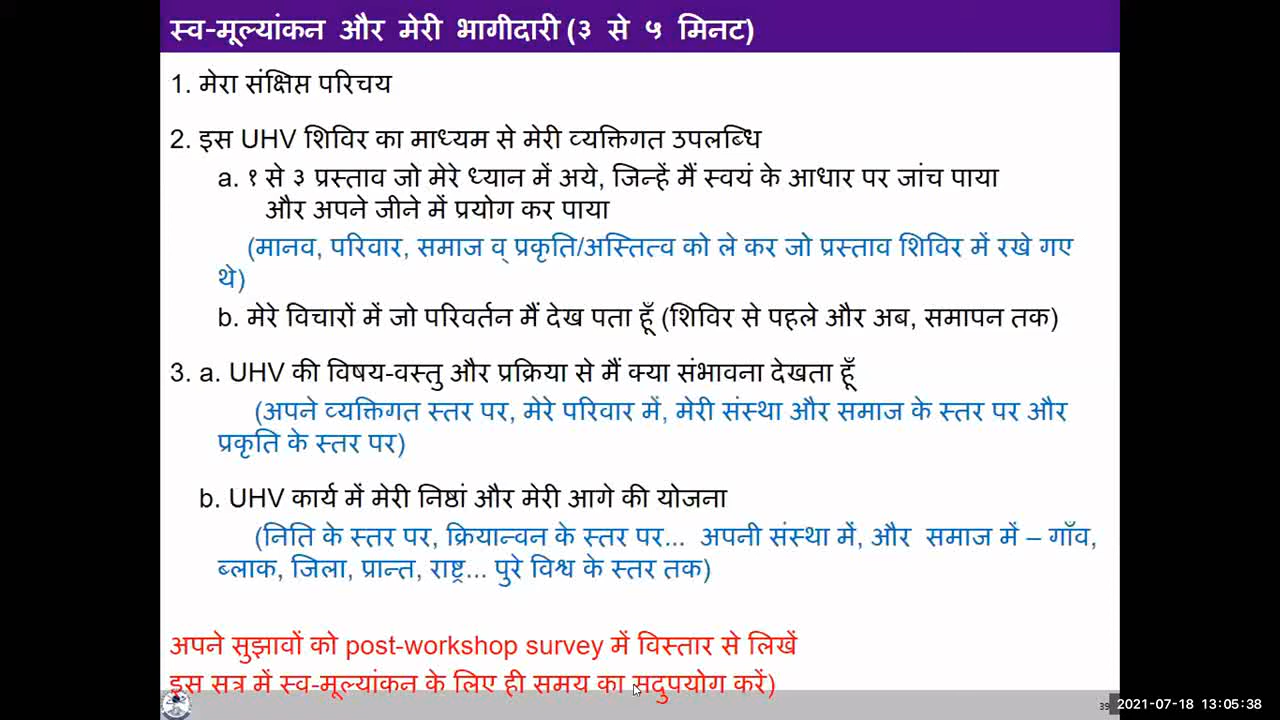 स्व-मूल्यांकन और मेरी भागीदारी (३ से ५ मिनट)
1. मेरा संक्षिप्त परिचय
2. इस UHV शिविर का माध्यम से मेरी व्यक्तिगत उपलब्धि
a. १ से ३ प्रस्ताव जो मेरे ध्यान में अये, जिन्हें मैं स्वयं के आधार पर जांच पाया
और अपने जीने में प्रयोग कर पाया
(मानव, परिवार, समाज व् प्रकृति/अस्तित्व को ले कर जो प्रस्ताव शिविर में रखे गए
थे)
b. मेरे विचारों में जो परिवर्तन मैं देख पता हूँ (शिविर से पहले और अब, समापन तक)
3. a. UHV की विषय-वस्तु और प्रक्रिया से मैं क्या संभावना देखता हूँ
(अपने व्यक्तिगत स्तर पर, मेरे परिवार में, मेरी संस्था और समाज के स्तर पर और
प्रकृति के स्तर पर)
b. UHV कार्य में मेरी निष्ठां और मेरी आगे की योजना
(निति के स्तर पर, क्रियान्वन के स्तर पर... अपनी संस्था में, और समाज में – गाँव,
ब्लाक, जिला, प्रान्त, राष्ट्र... पुरे विश्व के स्तर तक)
अपने सुझावों को post-workshop survey में विस्तार से लिखें
इस सत्र में स्व-मूल्यांकन के लिए ही समय का सदुपयोग करें)
39
2021-07-18 13:05:38